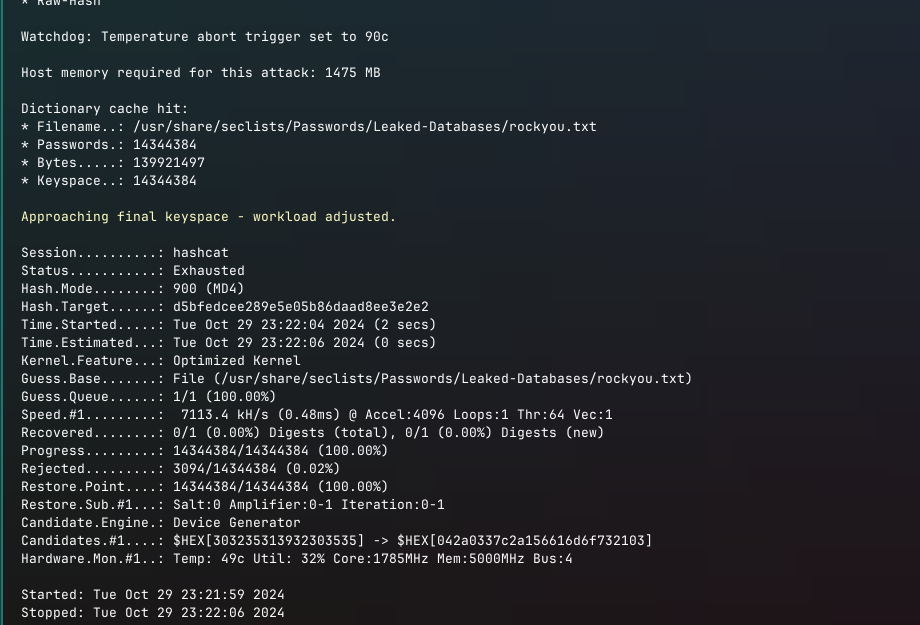 * Raw-Hash
Watchdog: Temperature abort trigger set to 90c
Host memory required for this attack: 1475 MB
Dictionary cache hit:
* Filename..: /usr/share/seclists/Passwords/Leaked-Databases/rockyou.txt
* Passwords.: 14344384
* Bytes.....: 139921497
* Keyspace..: 14344384
Approaching final keyspace - workload adjusted.
Session..........: hashcat
Status...........: Exhausted
Hash.Mode........: 900 (MD4)
Hash.Target......: d5bfedcee289e5e05b86daad8ee3e2e2
Time.Started.....: Tue Oct 29 23:22:04 2024 (2 secs)
Time.Estimated...: Tue Oct 29 23:22:06 2024 (0 secs)
Kernel.Feature...: Optimized Kernel
Guess.Base.......: File (/usr/share/seclists/Passwords/Leaked-Databases/rockyou.txt)
Guess.Queue......: 1/1 (100.00%)
Speed.#1.........:  7113.4 kH/s (0.48ms) @ Accel:4096 Loops:1 Thr:64 Vec:1
Recovered........: 0/1 (0.00%) Digests (total), 0/1 (0.00%) Digests (new)
Progress.........: 14344384/14344384 (100.00%)
Rejected.........: 3094/14344384 (0.02%)
Restore.Point....: 14344384/14344384 (100.00%)
Restore.Sub.#1...: Salt:0 Amplifier:0-1 Iteration:0-1
Candidate.Engine.: Device Generator
Candidates.#1....: $HEX[303235313932303535] -> $HEX[042a0337c2a156616d6f732103]
Hardware.Mon.#1..: Temp: 49c Util: 32% Core:1785MHz Mem:5000MHz Bus:4
Started: Tue Oct 29 23:21:59 2024
Stopped: Tue Oct 29 23:22:06 2024